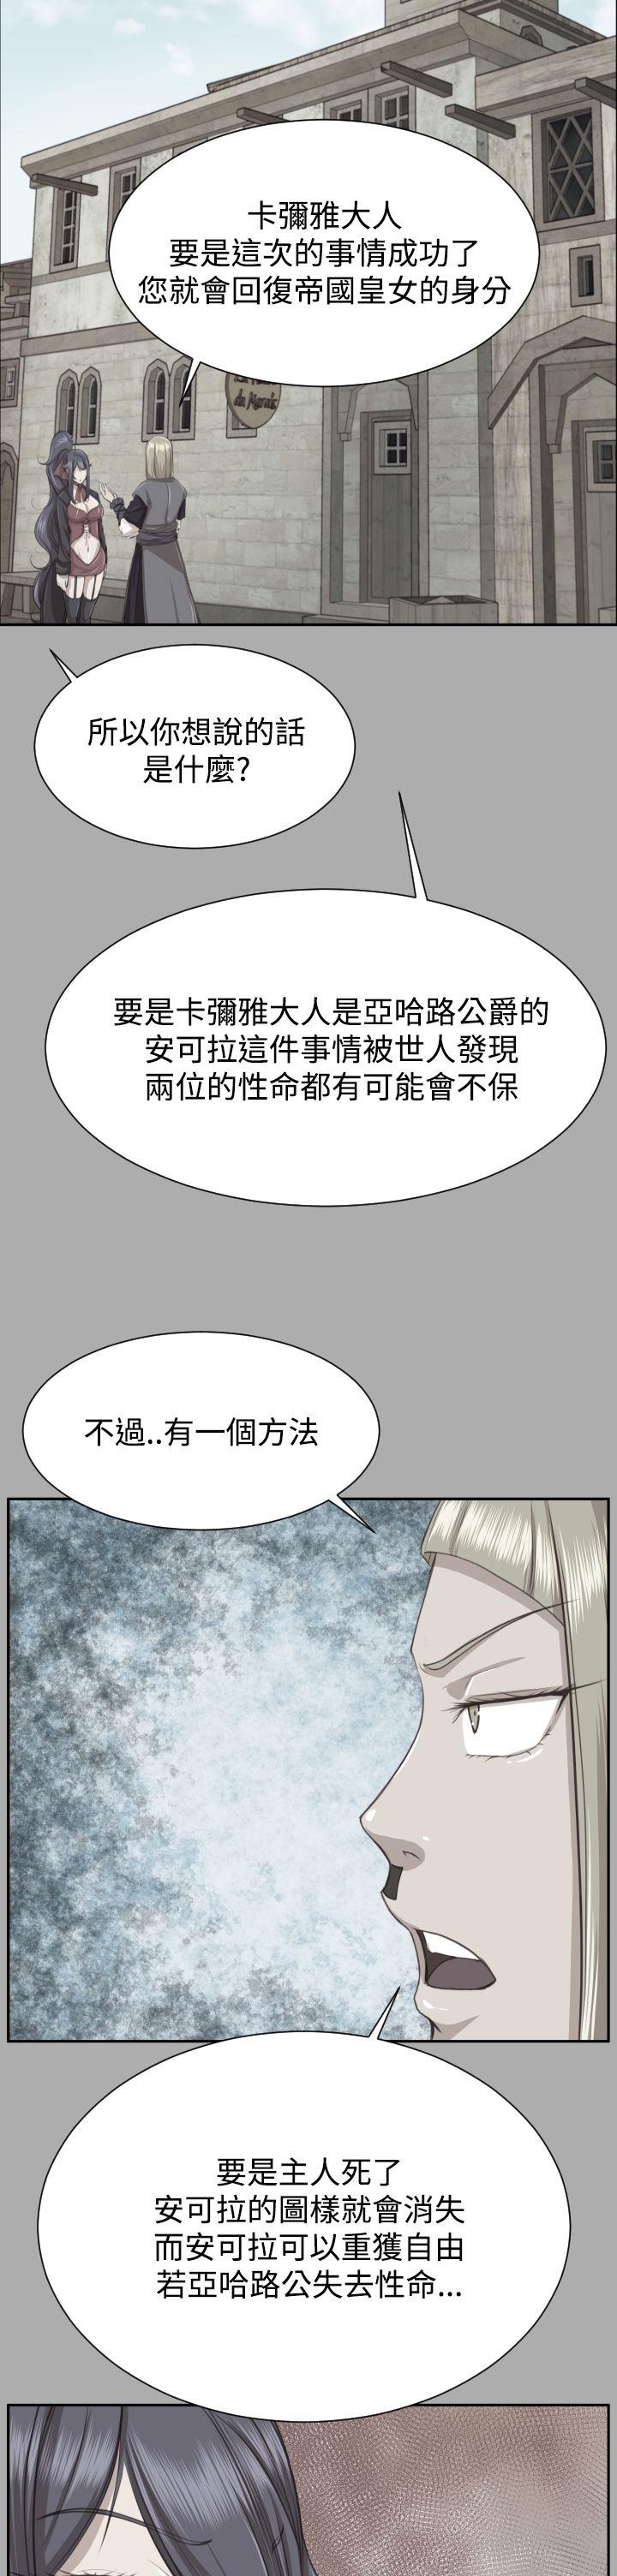 卡彌雅大人
要是這次的事情成功了
您就會回復帝國皇女的身分
du Marais
所以你想說的話
是什麼?
要是卡彌雅大人是亞哈路公爵的
安可拉這件事情被世人發現
兩位的性命都有可能會不保
不過..有一個方法
要是主人死了
安可拉的圖樣就會消失
而安可拉可以重獲自由
若亞哈路公失去性命...